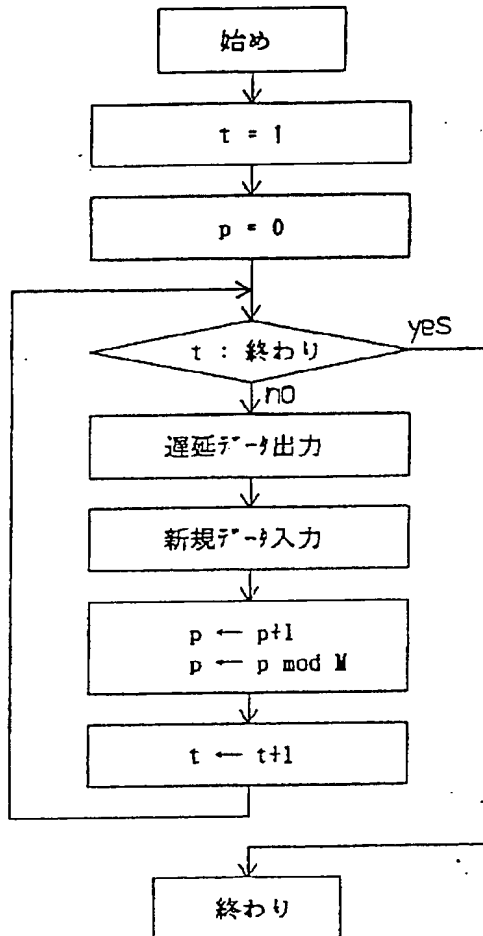 始め
t = 1
p = 0
t : 終わり
yes
no
遅延データ出力
新規データ入力
p ← p+1
p ← p mod M
t ← t+1
終わり